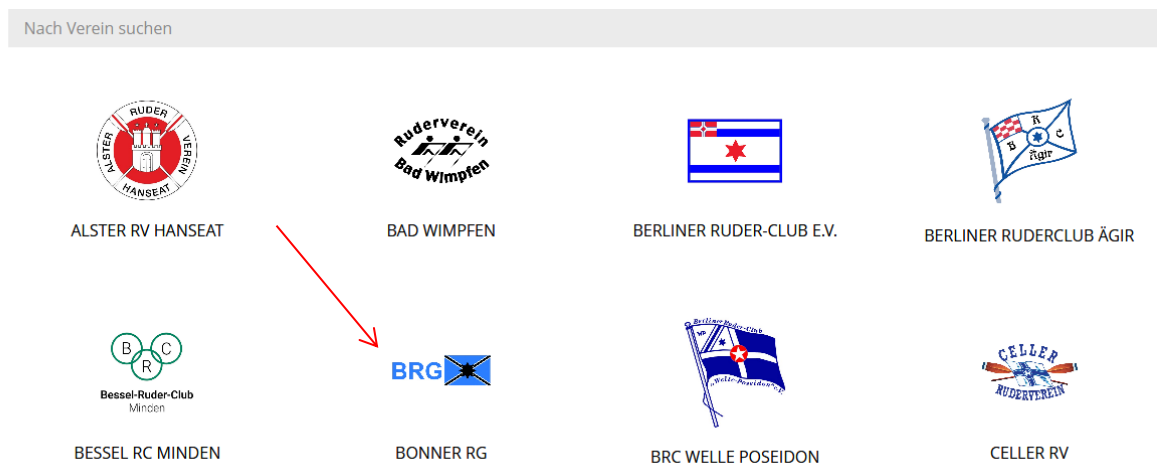 Nach Verein suchen
ALSTER RUDER VEREIN HANSEAT
Ruderverein
Bad Wimpfen
B R C Ägir
ALSTER RV HANSEAT
BAD WIMPFEN
BERLINER RUDER-CLUB E.V.
BERLINER RUDERCLUB ÄGIR
B R C
Bessel-Ruder-Club
Minden
BRG
Berliner Ruder-Club
WP
„Welle-Poseidon“ e.V.
CELLER
RUDERVEREIN
BESSEL RC MINDEN
BONNER RG
BRC WELLE POSEIDON
CELLER RV